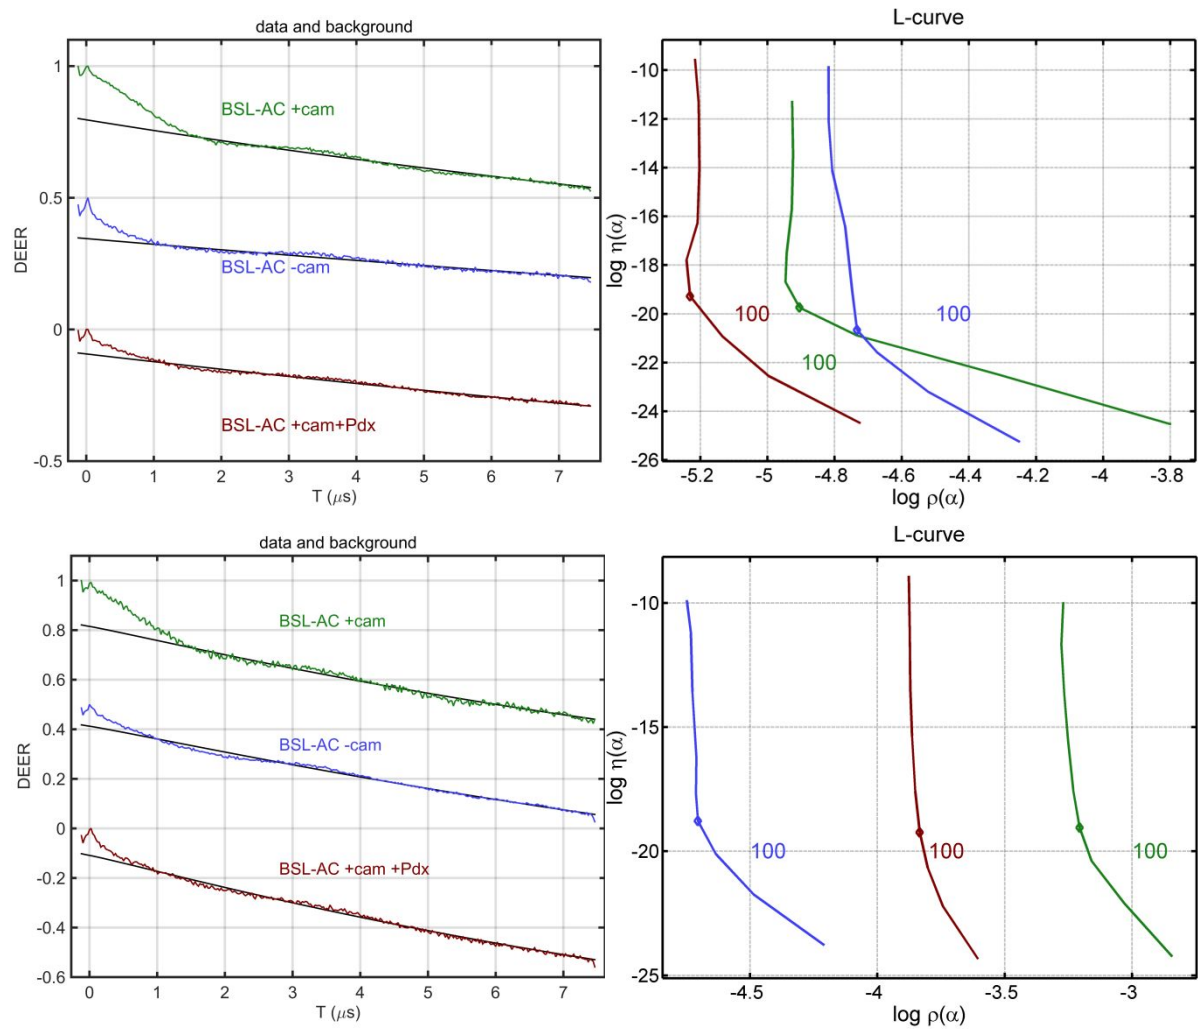 data and background
1
0.5
0
-0.5
DEER
BSL-AC +cam
BSL-AC -cam
BSL-AC +cam+Pdx
0 1 2 3 4 5 6 7
T (μs)
L-curve
-10
-12
-14
-16
-18
-20
-22
-24
-26
log η(α)
100
100
100
-5.2 -5 -4.8 -4.6 -4.4 -4.2 -4 -3.8
log ρ(α)
data and background
1
0.8
0.6
0.4
0.2
0
-0.2
-0.4
-0.6
DEER
BSL-AC +cam
BSL-AC -cam
BSL-AC +cam +Pdx
0 1 2 3 4 5 6 7
T (μs)
L-curve
-10
-15
-20
-25
log η(α)
100
100
100
-4.5 -4 -3.5 -3
log ρ(α)